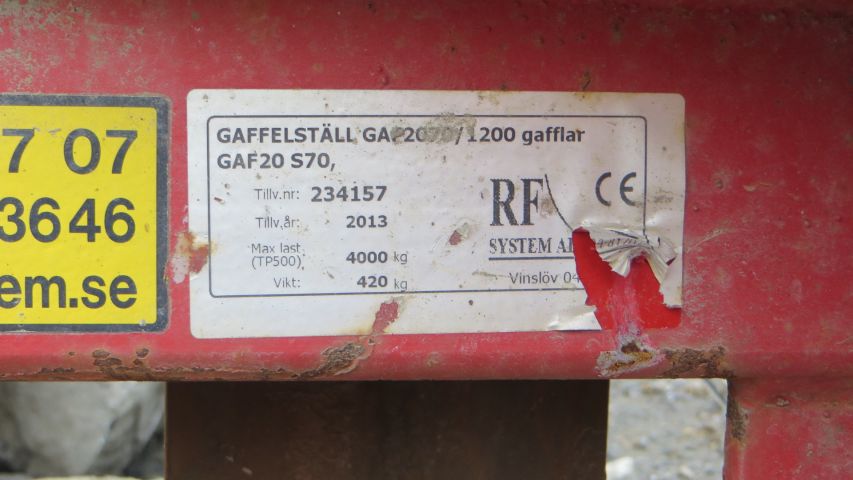 7 07
3646
em.se
GAFFELSTÄLL GAF2070/1200 gafflar
GAF20 S70,
Tillv.nr: 234157
Tillv.år: 2013
Max last
(TP500) 4000 kg
Vikt: 420 kg
RF
CE
SYSTEM
Vinslöv